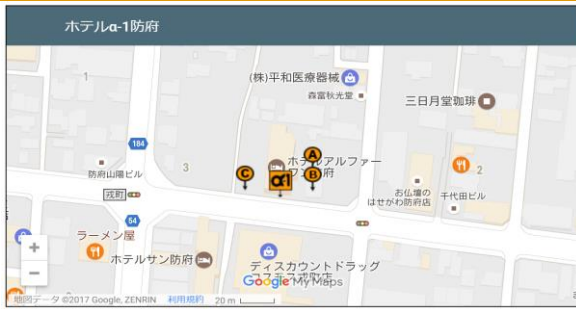 ホテルα-1防府
1
(株)平和医療器械
森富秋光堂
三日月堂珈琲
184
A
ホテルアルファー
ワン防府
3
防府山陽ビル
C
α-1
B
2
お仏壇の
はせがわ防府店
千代田ビル
戎町
54
ラーメン屋
ホテルサン防府
ディスカウントドラッグ
コスモス戎町店
+
−
Google My Maps
地図データ ©2017 Google, ZENRIN
利用規約
20 m